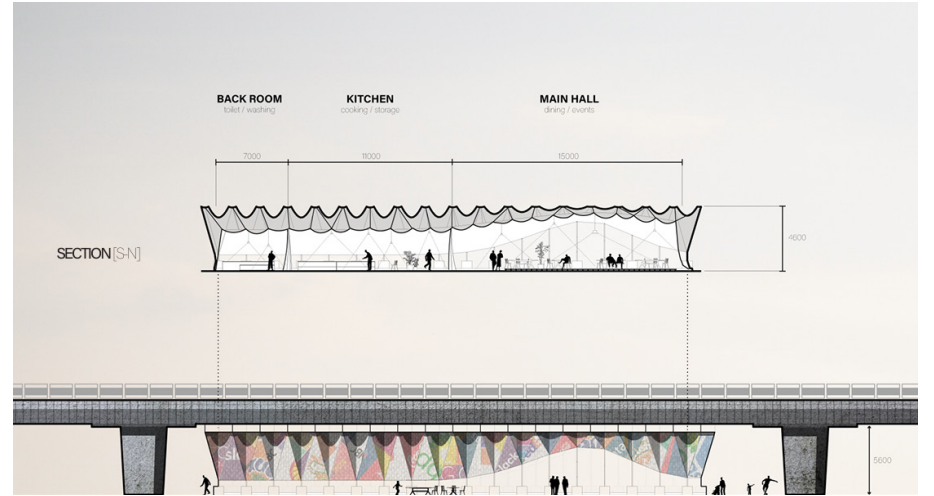 BACK ROOM
toilet / washing
KITCHEN
cooking / storage
MAIN HALL
dining / events
7000
11000
15000
4600
SECTION [S-N]
5600